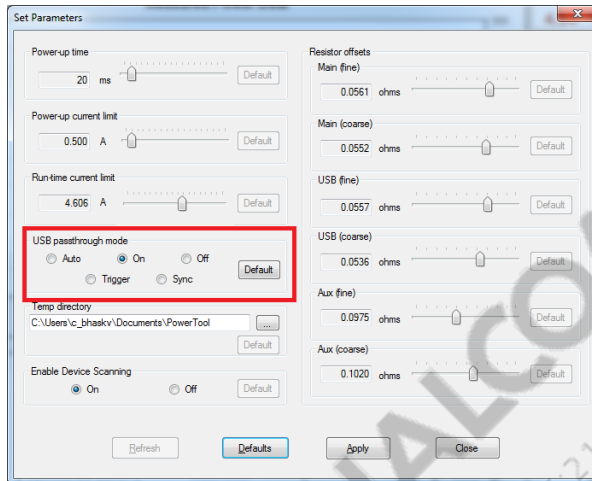 Set Parameters
Power-up time
20 ms
Default
Power-up current limit
0.500 A
Default
Run-time current limit
4.606 A
Default
USB passthrough mode
Auto On Off
Trigger Sync
Default
Temp directory
C:\Users\c_bhaskv\Documents\PowerTool
...
Default
Enable Device Scanning
On Off
Default
Resistor offsets
Main (fine)
0.0561 ohms
Default
Main (coarse)
0.0552 ohms
Default
USB (fine)
0.0557 ohms
Default
USB (coarse)
0.0536 ohms
Default
Aux (fine)
0.0975 ohms
Default
Aux (coarse)
0.1020 ohms
Default
Refresh
Defaults
Apply
Close